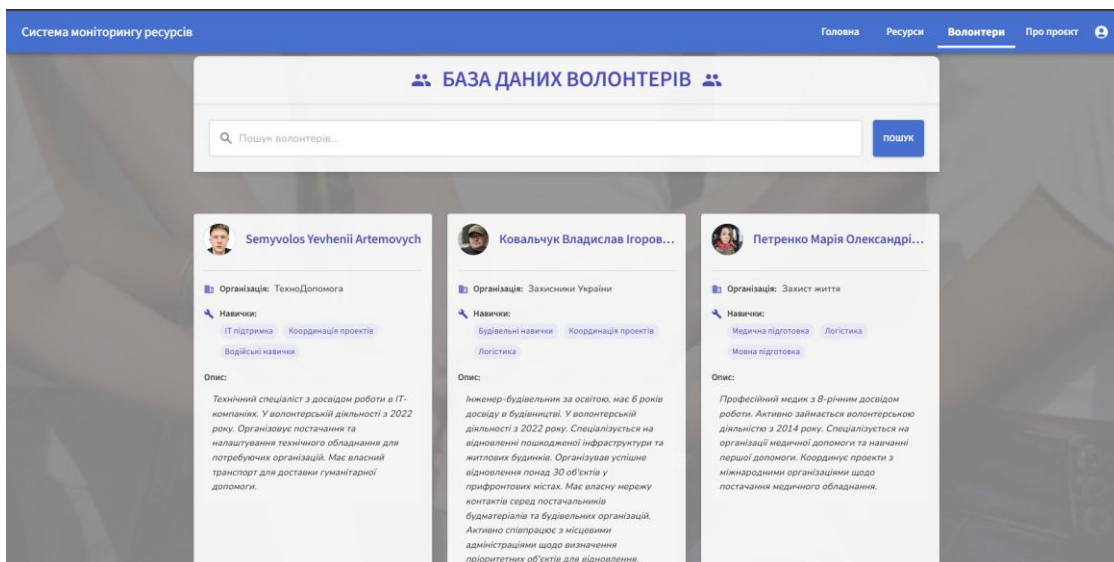 Система моніторингу ресурсів
Головна Ресурси Волонтери Про проєкт
БАЗА ДАНИХ ВОЛОНТЕРІВ
Пошук волонтерів...
ПОШУК
Semyvolos Yevhenii Artemovych
Організація: ТехноДопомога
Навички:
ІТ підтримка Координація проектів
Водійські навички
Опис:
Технічний спеціаліст з досвідом роботи в ІТ-
компаніях. У волонтерській діяльності з 2022
року. Організовує постачання та
налаштування технічного обладнання для
потребуючих організацій. Має власний
транспорт для доставки гуманітарної
допомоги.
Ковальчук Владислав Ігоров...
Організація: Захисники України
Навички:
Будівельні навички Координація проектів
Логістика
Опис:
Інженер-будівельник за освітою, має 6 років
досвіду в будівництві. У волонтерській
діяльності з 2022 року. Спеціалізується на
відновленні пошкодженої інфраструктури та
житлових будинків. Організував успішне
відновлення понад 30 об'єктів у
прифронтових містах. Має власну мережу
контактів серед постачальників
будматеріалів та будівельних організацій.
Активно співпрацює з місцевими
адміністраціями щодо визначення
пріоритетних об'єктів для відновлення.
Петренко Марія Олександрі...
Організація: Захист життя
Навички:
Медична підготовка Логістика
Мовна підготовка
Опис:
Професійний медик з 8-річним досвідом
роботи. Активно займається волонтерською
діяльністю з 2014 року. Спеціалізується на
організації медичної допомоги та навчанні
першої допомоги. Координує проекти з
міжнародними організаціями щодо
постачання медичного обладнання.